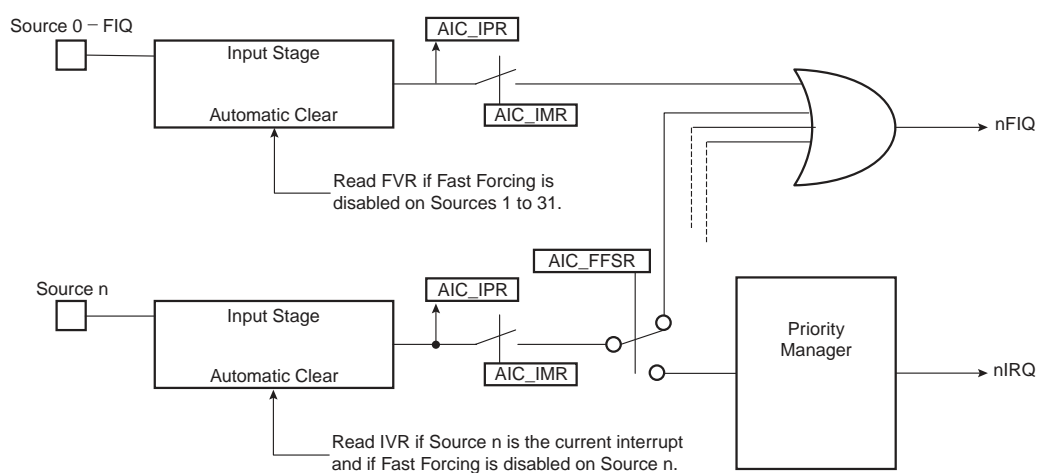 Source 0 – FIQ
AIC_IPR
Input Stage
Automatic Clear
AIC_IMR
nFIQ
Read FVR if Fast Forcing is
disabled on Sources 1 to 31.
AIC_FFSR
Source n
AIC_IPR
Input Stage
Priority
Manager
Automatic Clear
AIC_IMR
nIRQ
Read IVR if Source n is the current interrupt
and if Fast Forcing is disabled on Source n.